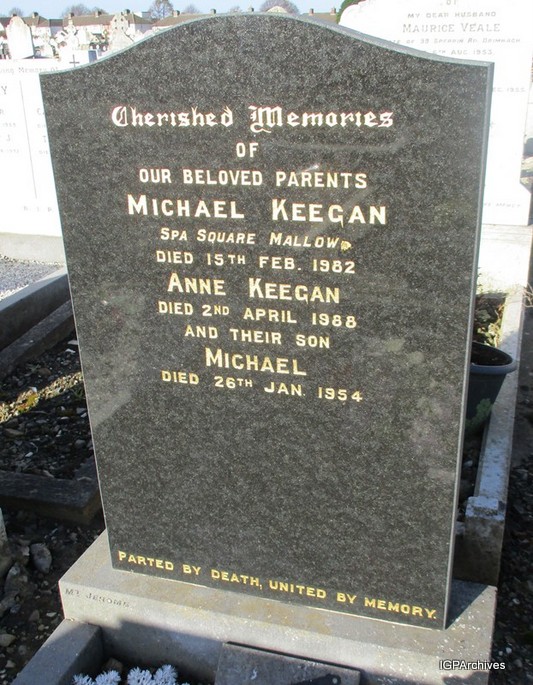 Cherished Memories
OF
OUR BELOVED PARENTS
MICHAEL KEEGAN
SPA SQUARE MALLOW
DIED 15TH FEB. 1982
ANNE KEEGAN
DIED 2ND APRIL 1988
AND THEIR SON
MICHAEL
DIED 26TH JAN. 1954
PARTED BY DEATH, UNITED BY MEMORY.
MY DEAR HUSBAND
MAURICE VEALE
IGPArchives